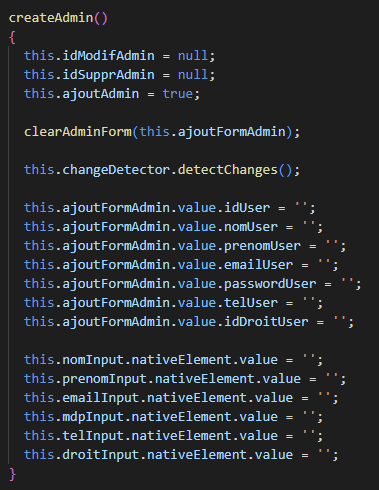 createAdmin()
{
this.idModifAdmin = null;
this.idSupprAdmin = null;
this.ajoutAdmin = true;
clearAdminForm(this.ajoutFormAdmin);
this.changeDetector.detectChanges();
this.ajoutFormAdmin.value.idUser = '';
this.ajoutFormAdmin.value.nomUser = '';
this.ajoutFormAdmin.value.prenomUser = '';
this.ajoutFormAdmin.value.emailUser = '';
this.ajoutFormAdmin.value.passwordUser = '';
this.ajoutFormAdmin.value.telUser = '';
this.ajoutFormAdmin.value.idDroitUser = '';
this.nomInput.nativeElement.value = '';
this.prenomInput.nativeElement.value = '';
this.emailInput.nativeElement.value = '';
this.mdpInput.nativeElement.value = '';
this.telInput.nativeElement.value = '';
this.droitInput.nativeElement.value = '';
}